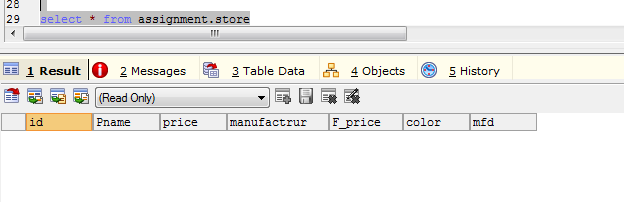 28
29 select * from assignment.store
1 Result 2 Messages 3 Table Data 4 Objects 5 History
(Read Only)
id Pname price manufactrur F_price color mfd